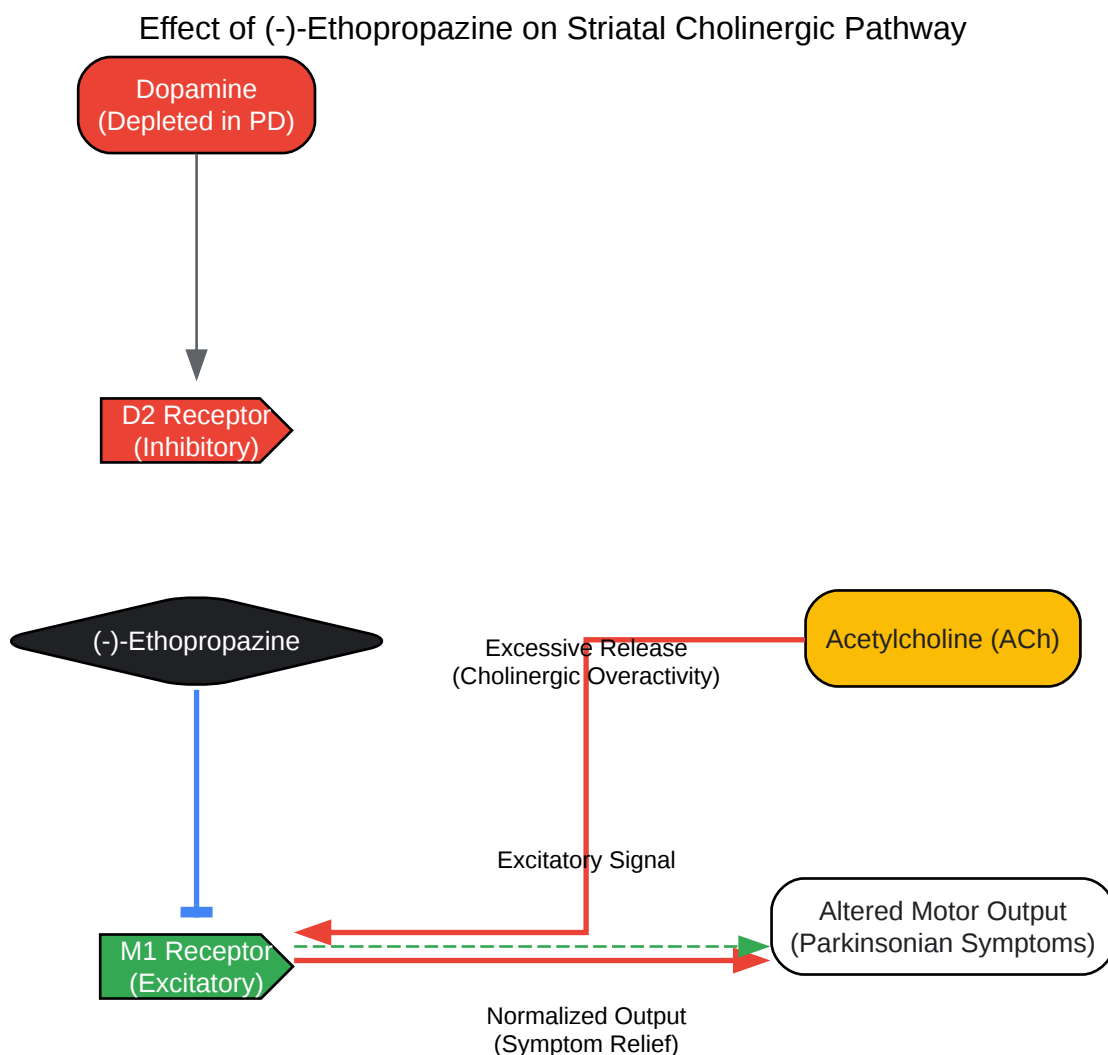 Effect of (-)-Ethopropazine on Striatal Cholinergic Pathway
Dopamine
(Depleted in PD)
D2 Receptor
(Inhibitory)
(-)-Ethopropazine
Excessive Release
(Cholinergic Overactivity)
Acetylcholine (ACh)
Excitatory Signal
Altered Motor Output
(Parkinsonian Symptoms)
M1 Receptor
(Excitatory)
Normalized Output
(Symptom Relief)